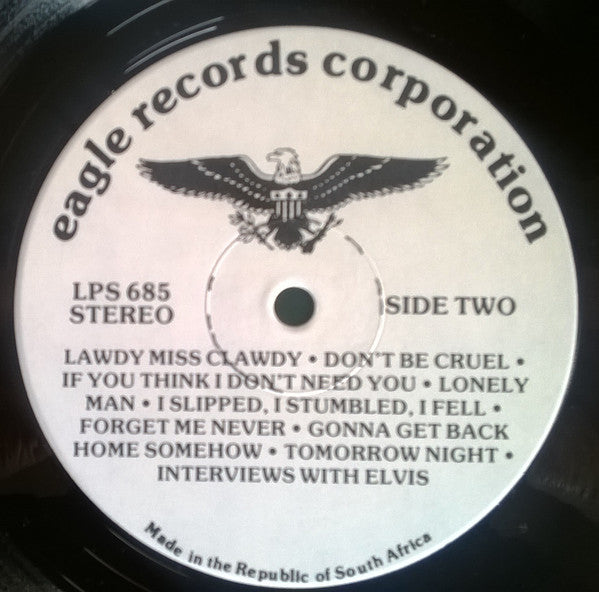 eagle records corporation
LPS 685
STEREO
SIDE TWO
LAWDY MISS CLAWDY • DON'T BE CRUEL •
IF YOU THINK I DON'T NEED YOU • LONELY
MAN • I SLIPPED, I STUMBLED, I FELL •
FORGET ME NEVER • GONNA GET BACK
HOME SOMEHOW • TOMORROW NIGHT •
INTERVIEWS WITH ELVIS
Made in the Republic of South Africa